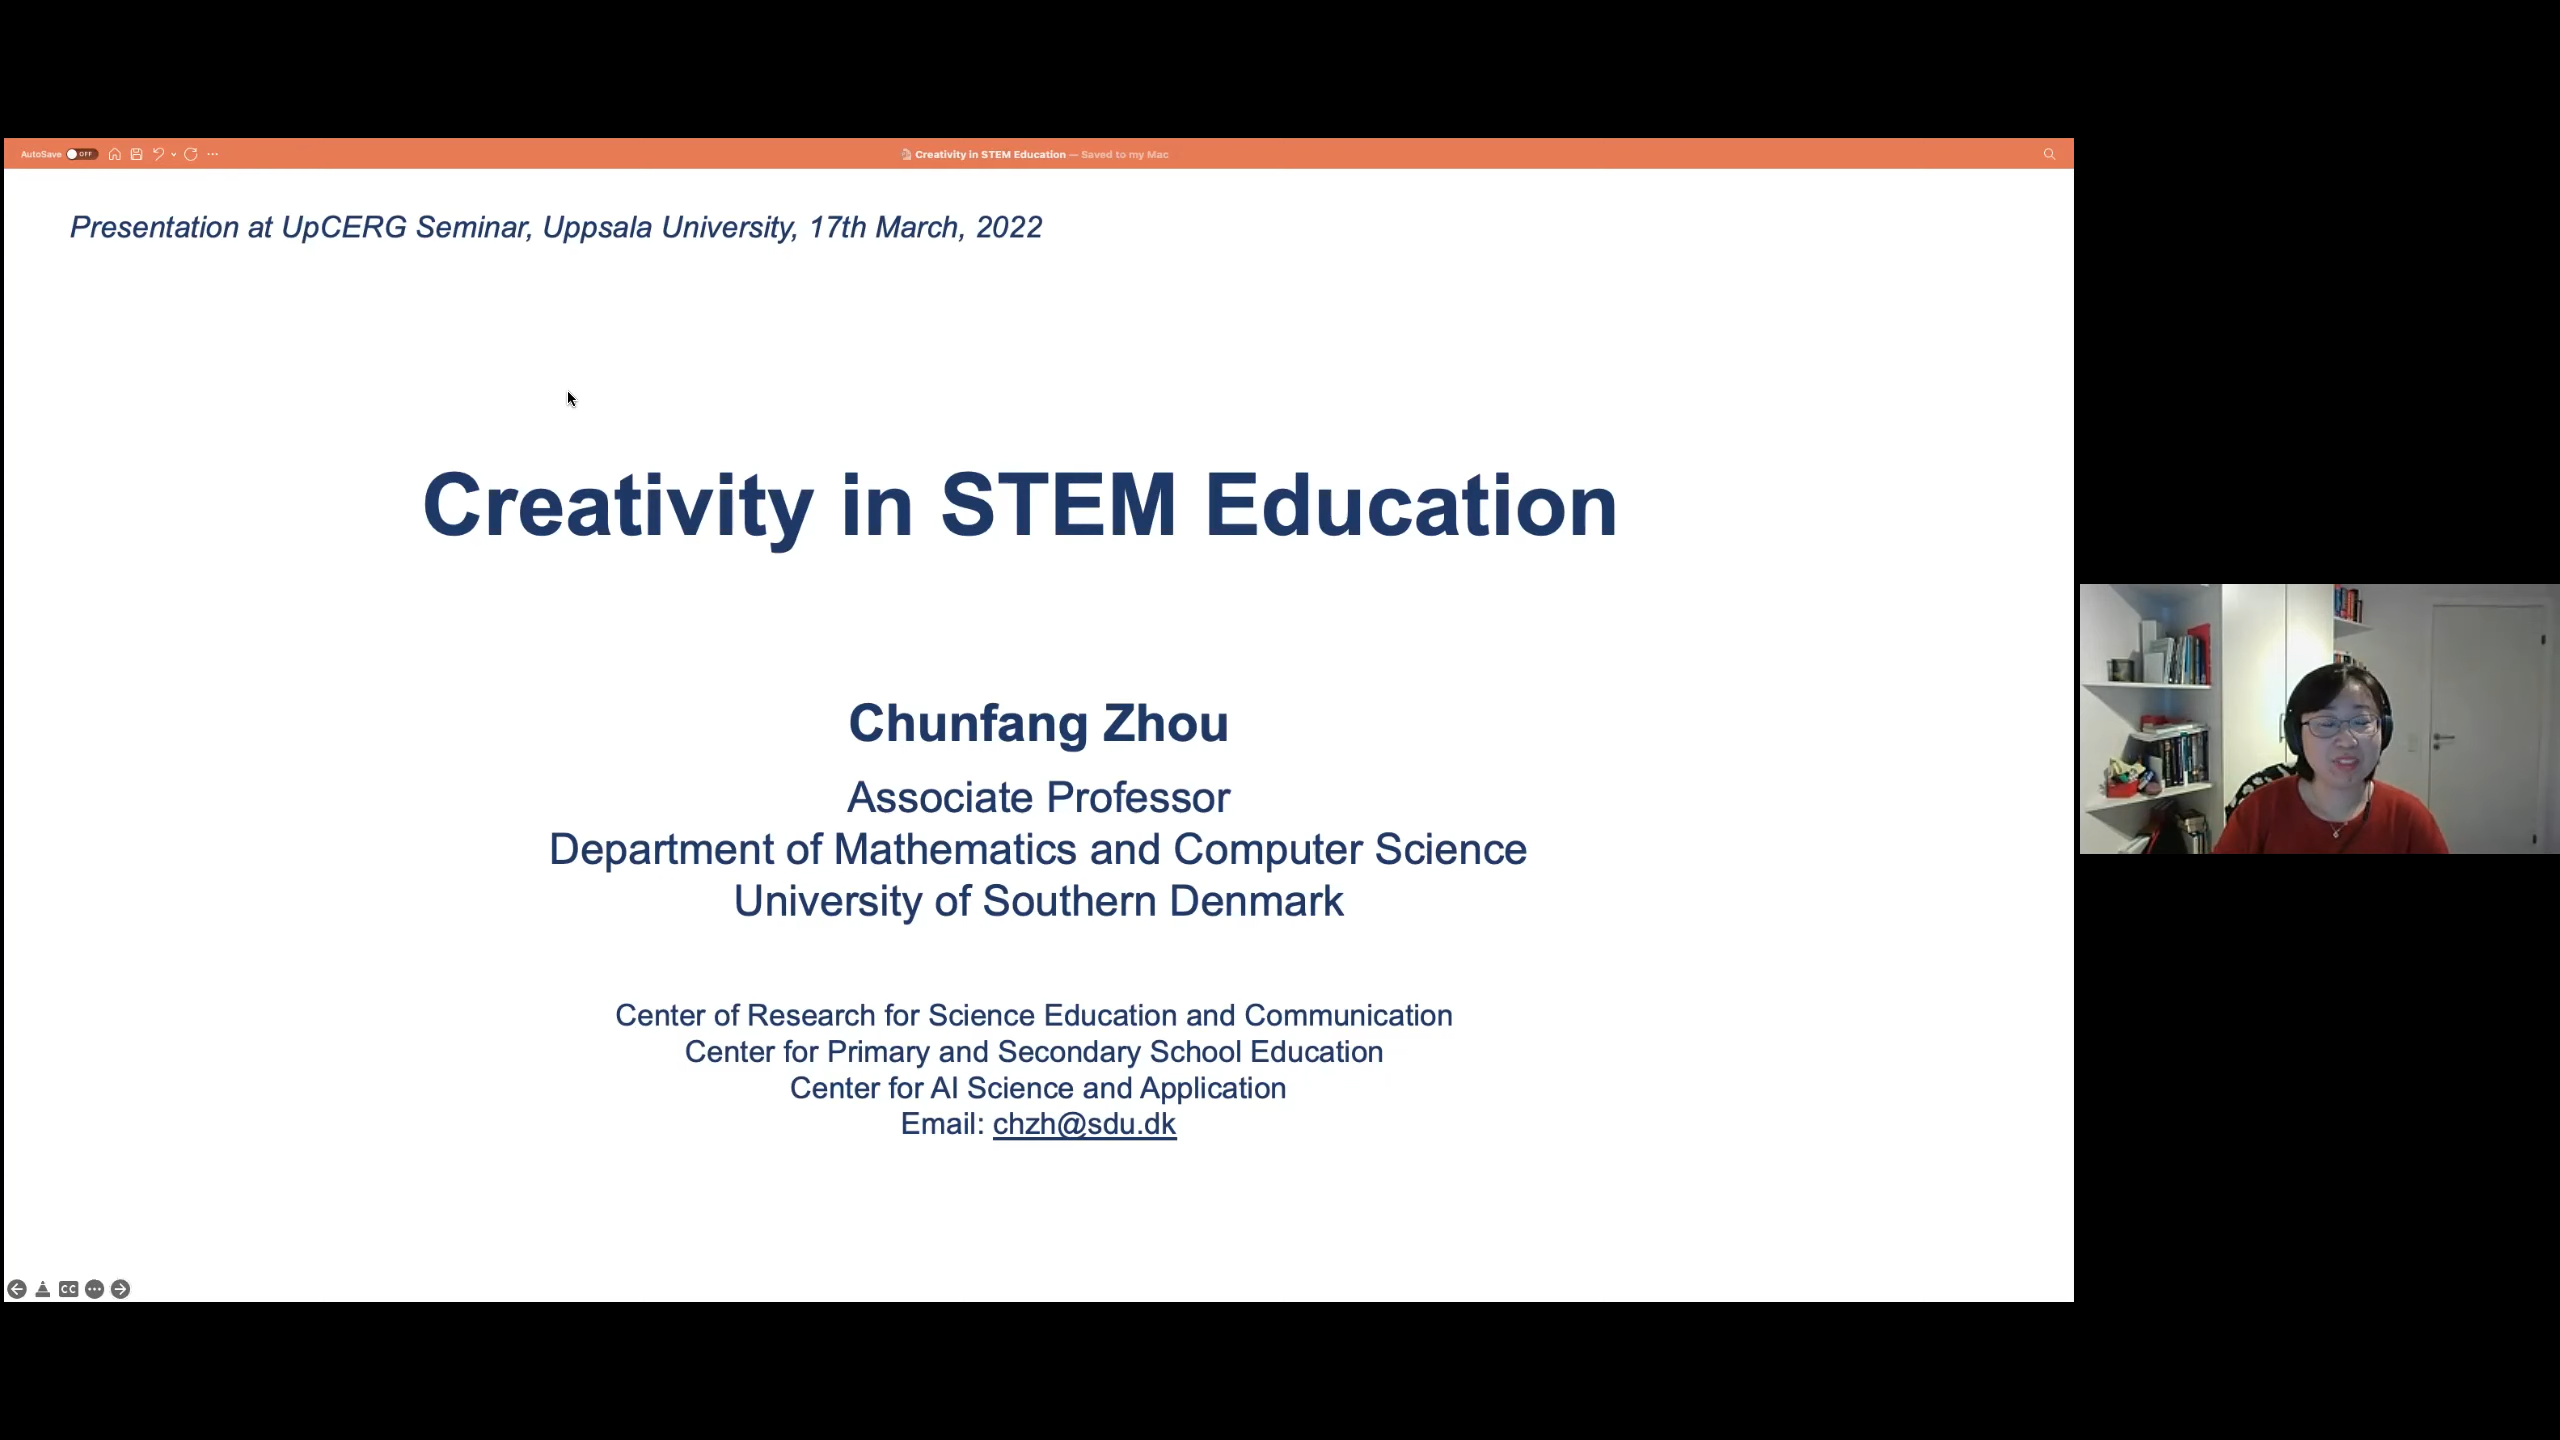 AutoSave OFF
Creativity in STEM Education — Saved to my Mac
Presentation at UpCERG Seminar, Uppsala University, 17th March, 2022
Creativity in STEM Education
Chunfang Zhou
Associate Professor
Department of Mathematics and Computer Science
University of Southern Denmark
Center of Research for Science Education and Communication
Center for Primary and Secondary School Education
Center for AI Science and Application
Email: chzh@sdu.dk
CC